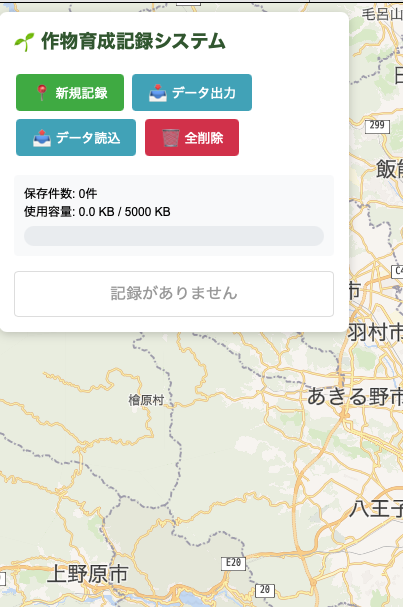 毛呂山
🌱 作物育成記録システム
📍 新規記録
📤 データ出力
299
📥 データ読込
🗑️ 全削除
飯能
保存件数: 0件
使用容量: 0.0 KB / 5000 KB
記録がありません
市
羽村市
あきる野市
檜原村
八王子
E20
上野原市
20